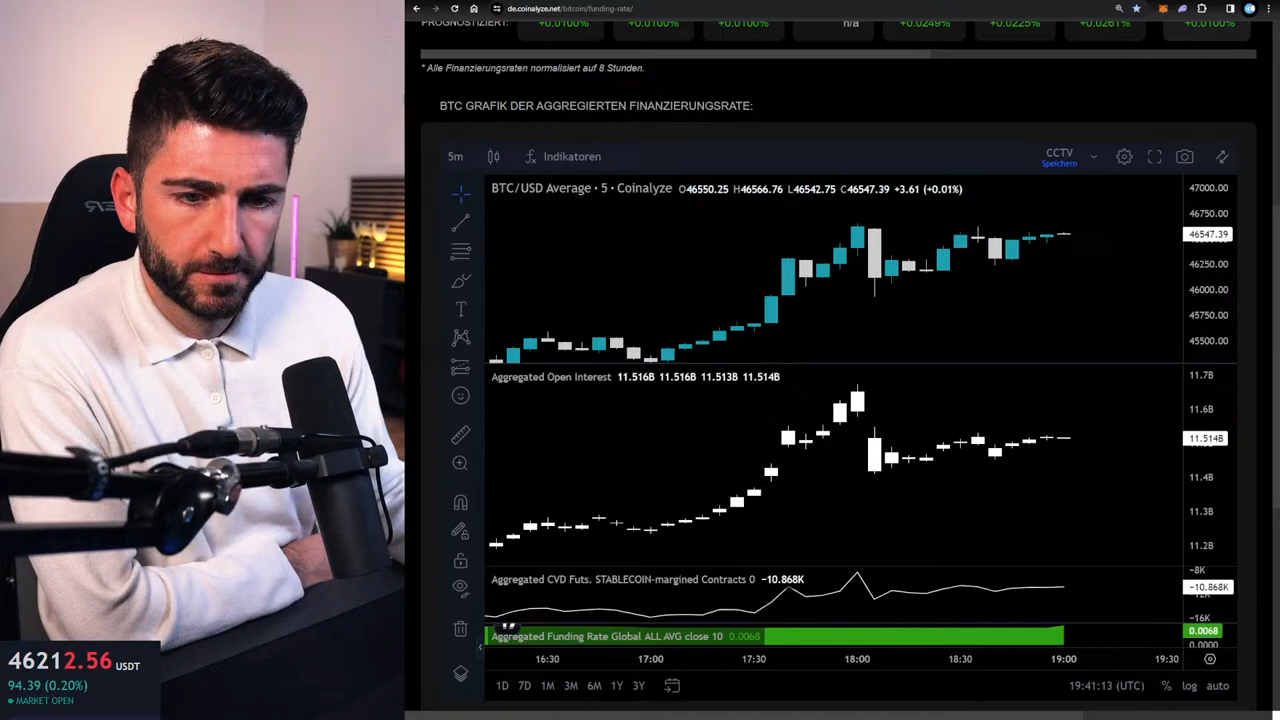 de.coinalyze.net/bitcoin/funding-rate/
PROGNOSTIZIERT:
+0.0100% +0.0100% +0.0100% n/a +0.0249% +0.0225% +0.0261% +0.0100%
* Alle Finanzierungsraten normalisiert auf 8 Stunden.
BTC GRAFIK DER AGGREGIERTEN FINANZIERUNGSRATE:
5m Indikatoren CCTV
Speichern
BTC/USD Average · 5 · Coinalyze O46550.25 H46566.76 L46542.75 C46547.39 +3.61 (+0.01%)
47000.00
46750.00
46547.39
46250.00
46000.00
45750.00
45500.00
Aggregated Open Interest 11.516B 11.516B 11.513B 11.514B
11.7B
11.6B
11.514B
11.4B
11.3B
11.2B
Aggregated CVD Futs. STABLECOIN-margined Contracts 0 −10.868K
−8K
−10.868K
−16K
Aggregated Funding Rate Global ALL AVG close 10 0.0068
0.0068
0.0000
16:30 17:00 17:30 18:00 18:30 19:00 19:30
1D 7D 1M 3M 6M 1Y 3Y
19:41:13 (UTC) % log auto
46212.56 USDT
94.39 (0.20%)
MARKET OPEN